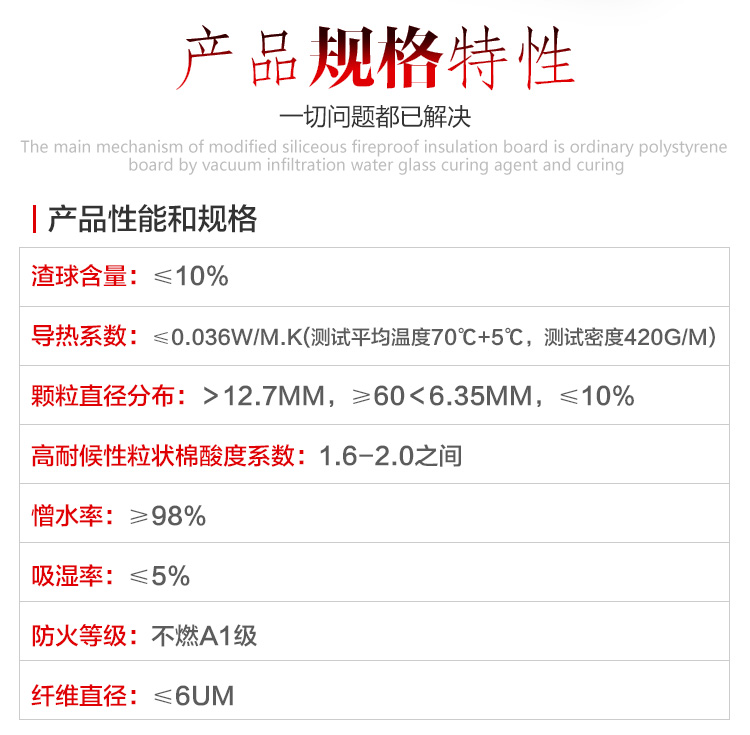 产品规格特性
一切问题都已解决
The main mechanism of modified siliceous fireproof insulation board is ordinary polystyrene
board by vacuum infiltration water glass curing agent and curing
产品性能和规格
渣球含量：≤10%
导热系数：≤0.036W/M.K(测试平均温度70℃+5℃，测试密度420G/M)
颗粒直径分布：＞12.7MM，≥60＜6.35MM，≤10%
高耐候性粒状棉酸度系数：1.6-2.0之间
憎水率：≥98%
吸湿率：≤5%
防火等级：不燃A1级
纤维直径：≤6UM